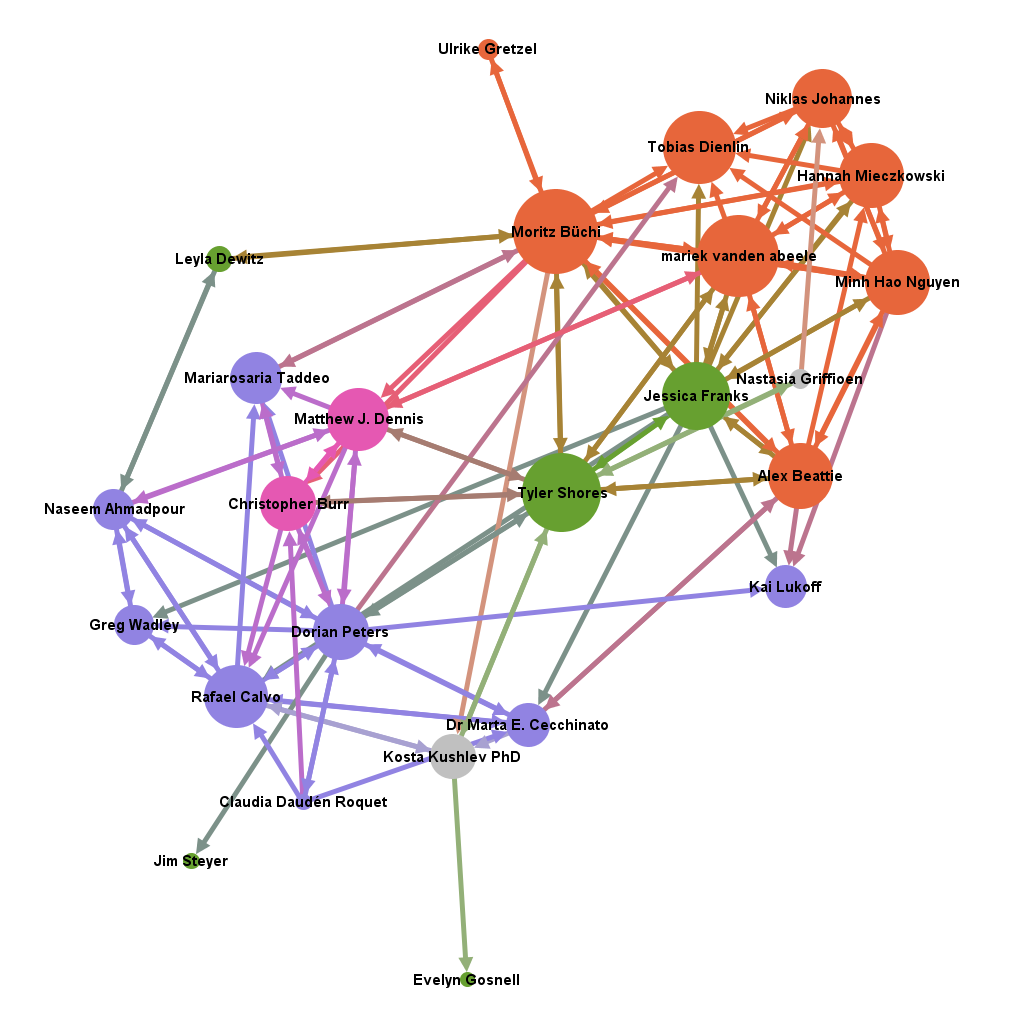 Ulrike Gretzel
Niklas Johannes
Tobias Dienlin
Hannah Mieczkowski
Moritz Büchi
mariek vanden abeele
Leyla Dewitz
Minh Hao Nguyen
Mariarosaria Taddeo
Nastasia Griffioen
Jessica Franks
Matthew J. Dennis
Alex Beattie
Tyler Shores
Christopher Burr
Naseem Ahmadpour
Kai Lukoff
Greg Wadley
Dorian Peters
Rafael Calvo
Dr Marta E. Cecchinato
Kosta Kushlev PhD
Claudia Daudén Roquet
Jim Steyer
Evelyn Gosnell